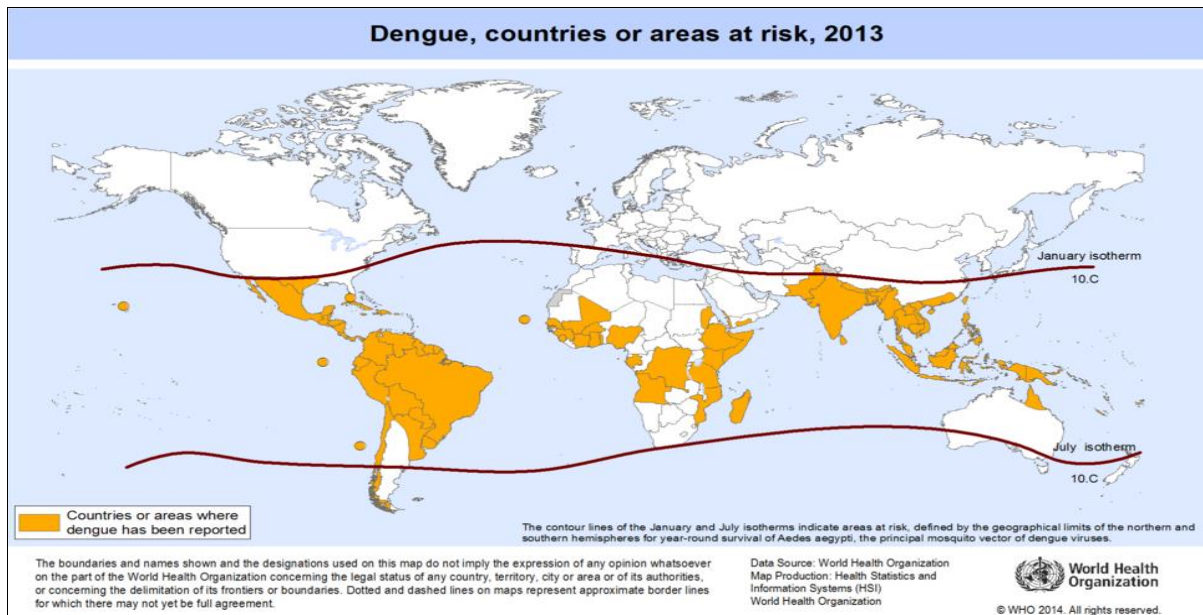 Dengue, countries or areas at risk, 2013
January isotherm
10.C
July isotherm
10.C
Countries or areas where
dengue has been reported
The contour lines of the January and July isotherms indicate areas at risk, defined by the geographical limits of the northern and
southern hemispheres for year-round survival of Aedes aegypti, the principal mosquito vector of dengue viruses.
The boundaries and names shown and the designations used on this map do not imply the expression of any opinion whatsoever
on the part of the World Health Organization concerning the legal status of any country, territory, city or area or of its authorities,
or concerning the delimitation of its frontiers or boundaries. Dotted and dashed lines on maps represent approximate border lines
for which there may not yet be full agreement.
Data Source: World Health Organization
Map Production: Health Statistics and
Information Systems (HSI)
World Health Organization
World Health
Organization
© WHO 2014. All rights reserved.